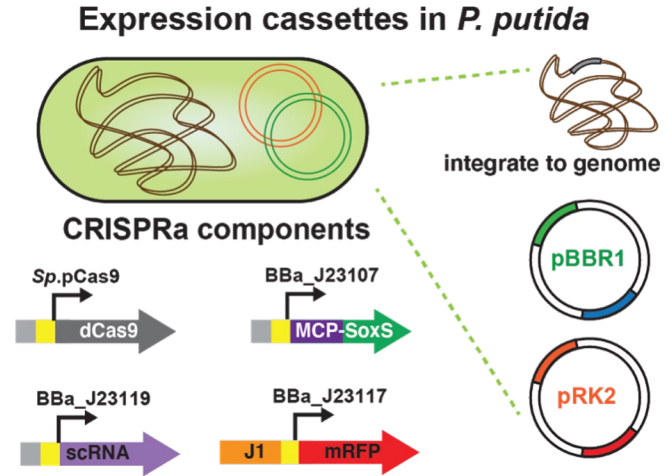 Expression cassettes in P. putida
integrate to genome
CRISPRa components
Sp.pCas9
dCas9
BBa_J23107
MCP-SoxS
BBa_J23119
scRNA
BBa_J23117
J1
mRFP
pBBR1
pRK2